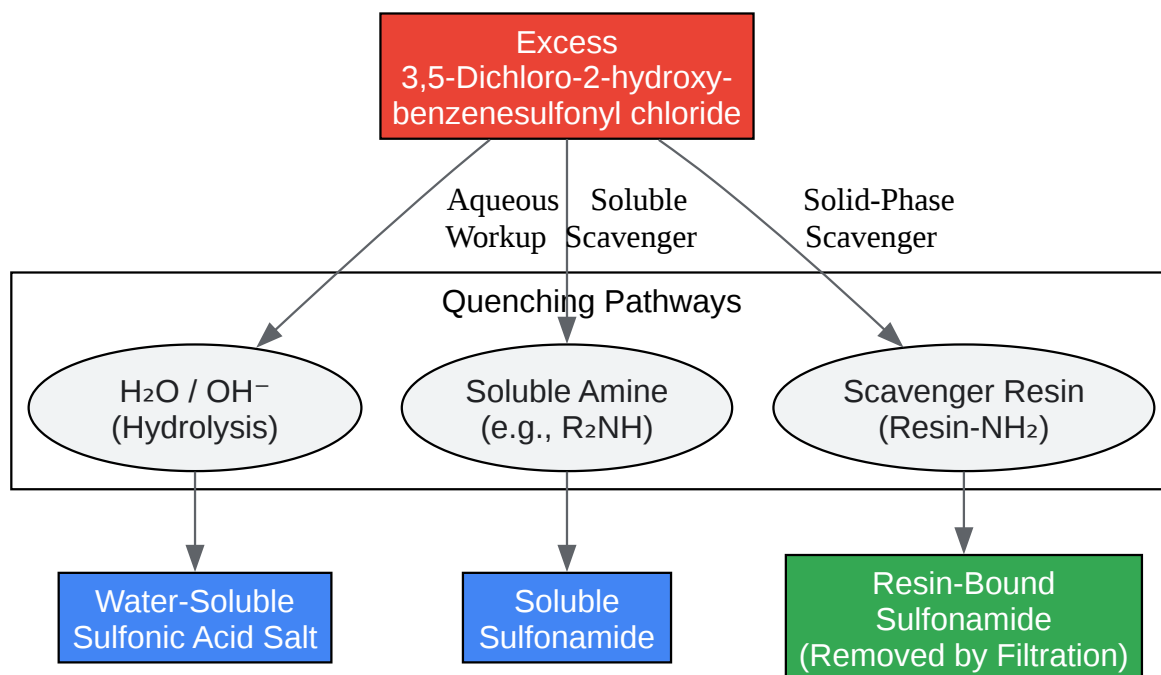 Excess
3,5-Dichloro-2-hydroxy-
benzenesulfonyl chloride
Aqueous
Workup
Soluble
Scavenger
Solid-Phase
Scavenger
Quenching Pathways
H₂O / OH⁻
(Hydrolysis)
Soluble Amine
(e.g., R₂NH)
Scavenger Resin
(Resin-NH₂)
Water-Soluble
Sulfonic Acid Salt
Soluble
Sulfonamide
Resin-Bound
Sulfonamide
(Removed by Filtration)